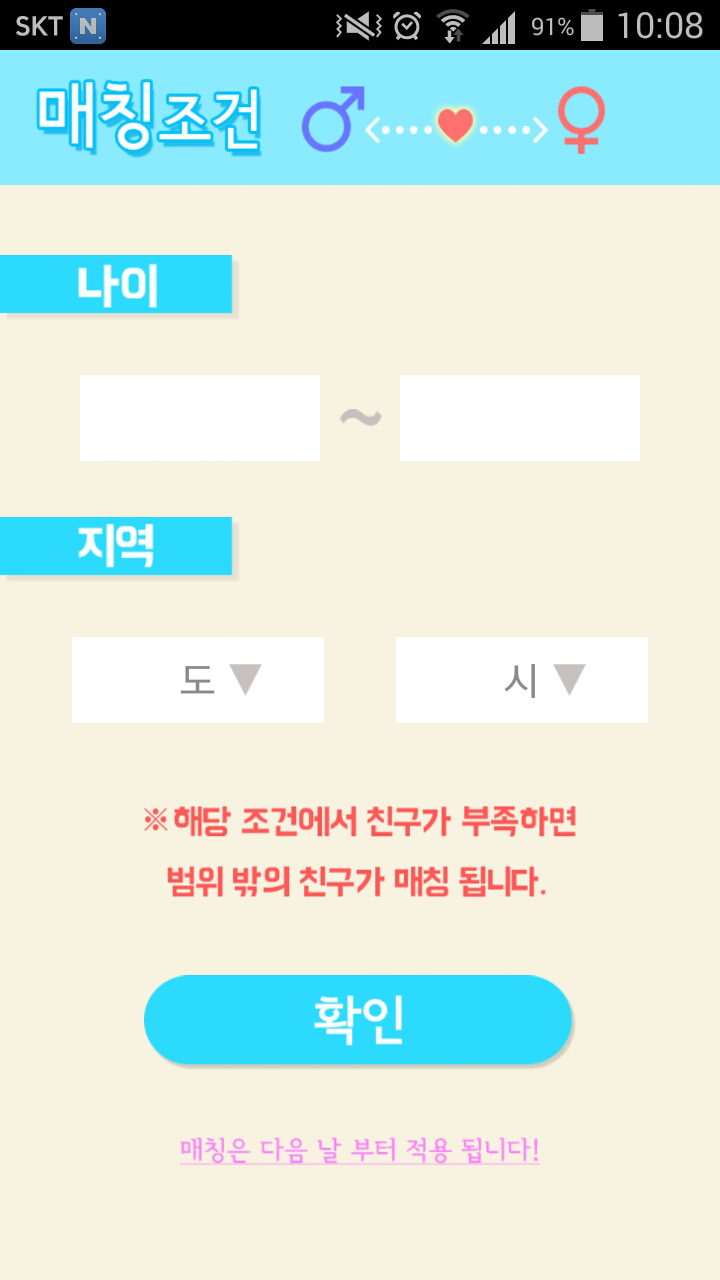 SKT N 91% 10:08
매칭조건
나이
~
지역
도 ▼ 시 ▼
※해당 조건에서 친구가 부족하면
범위 밖의 친구가 매칭 됩니다.
확인
매칭은 다음 날 부터 적용 됩니다!